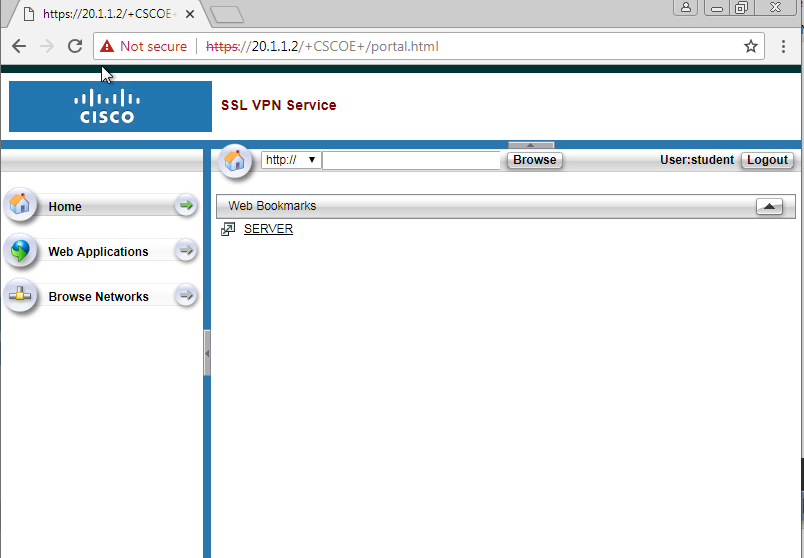 https://20.1.1.2/+CSCOE+
Not secure https://20.1.1.2/+CSCOE+/portal.html
CISCO
SSL VPN Service
http:// Browse User:student Logout
Home
Web Applications
Browse Networks
Web Bookmarks
SERVER